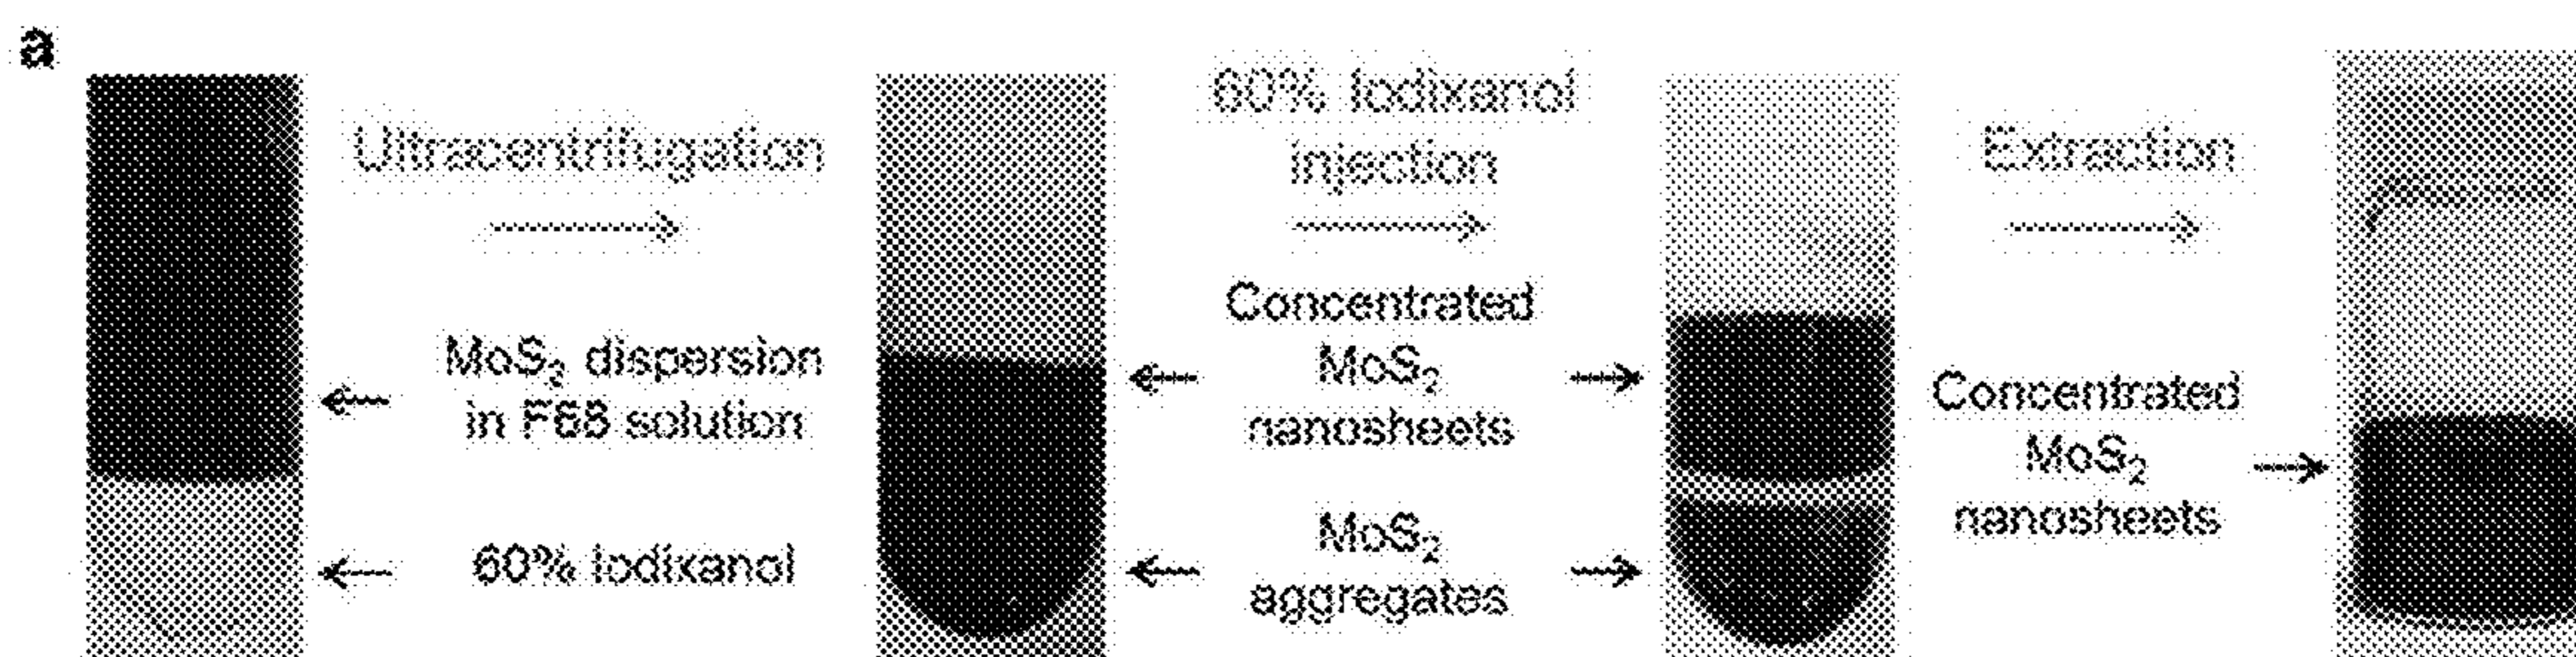 a
Ultracentrifugation
MoS₂ dispersion
in F68 solution
60% Iodixanol
60% Iodixanol
injection
Concentrated
MoS₂
nanosheets
MoS₂
aggregates
Extraction
Concentrated
MoS₂
nanosheets